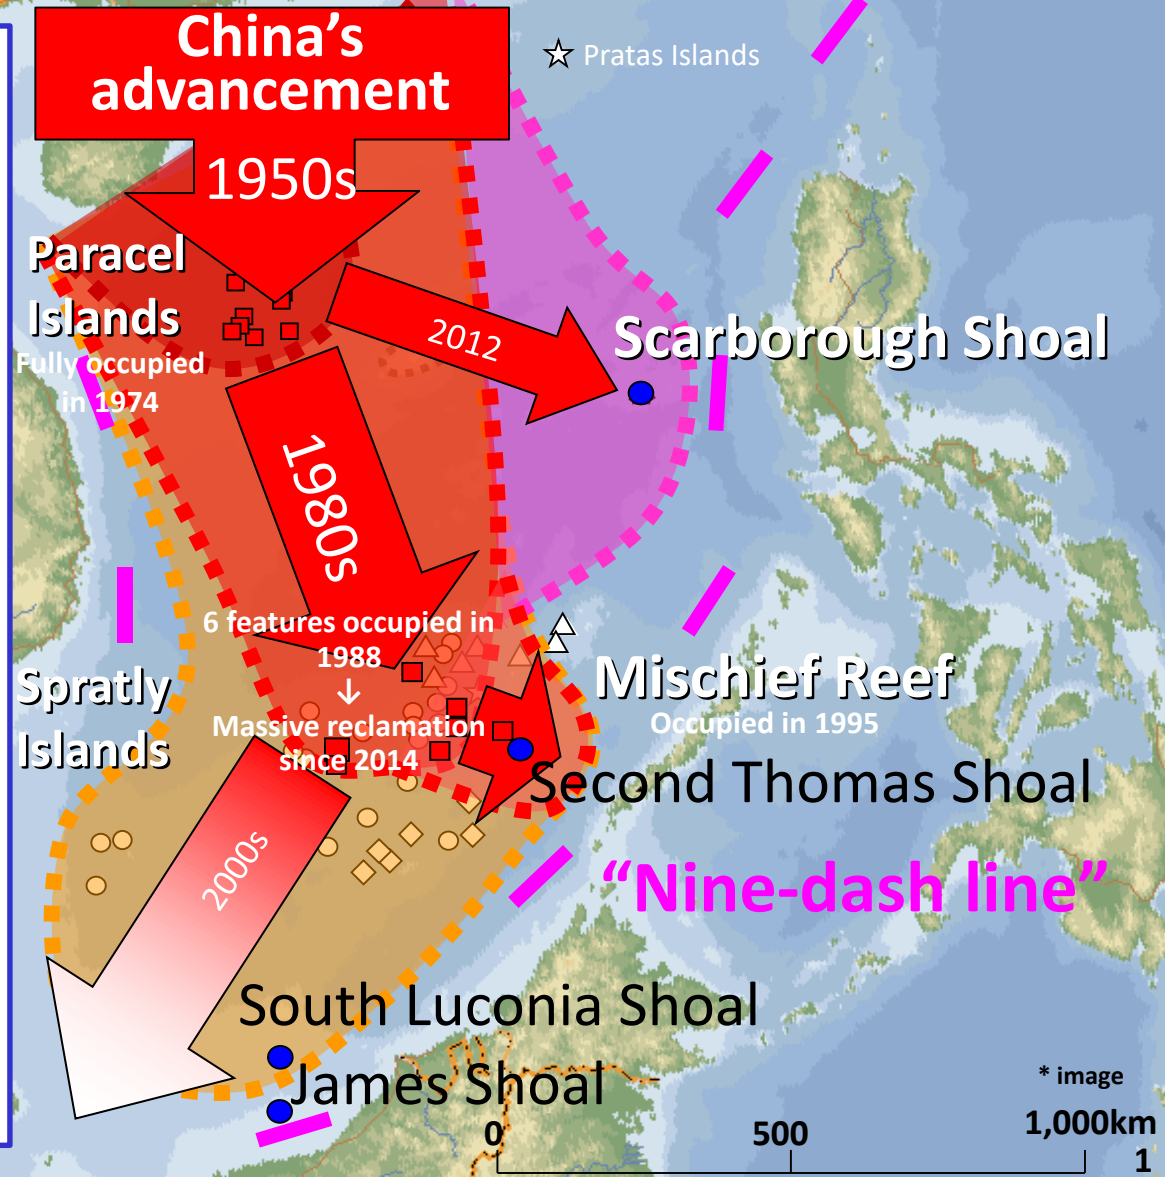 China’s
advancement
1950s
Pratas Islands
Paracel
Islands
Fully occupied
in 1974
2012
Scarborough Shoal
1980s
6 features occupied in
1988
↓
Massive reclamation
since 2014
Spratly
Islands
Mischief Reef
Occupied in 1995
Second Thomas Shoal
2000s
“Nine-dash line”
South Luconia Shoal
James Shoal
* image
0 500 1,000km
1